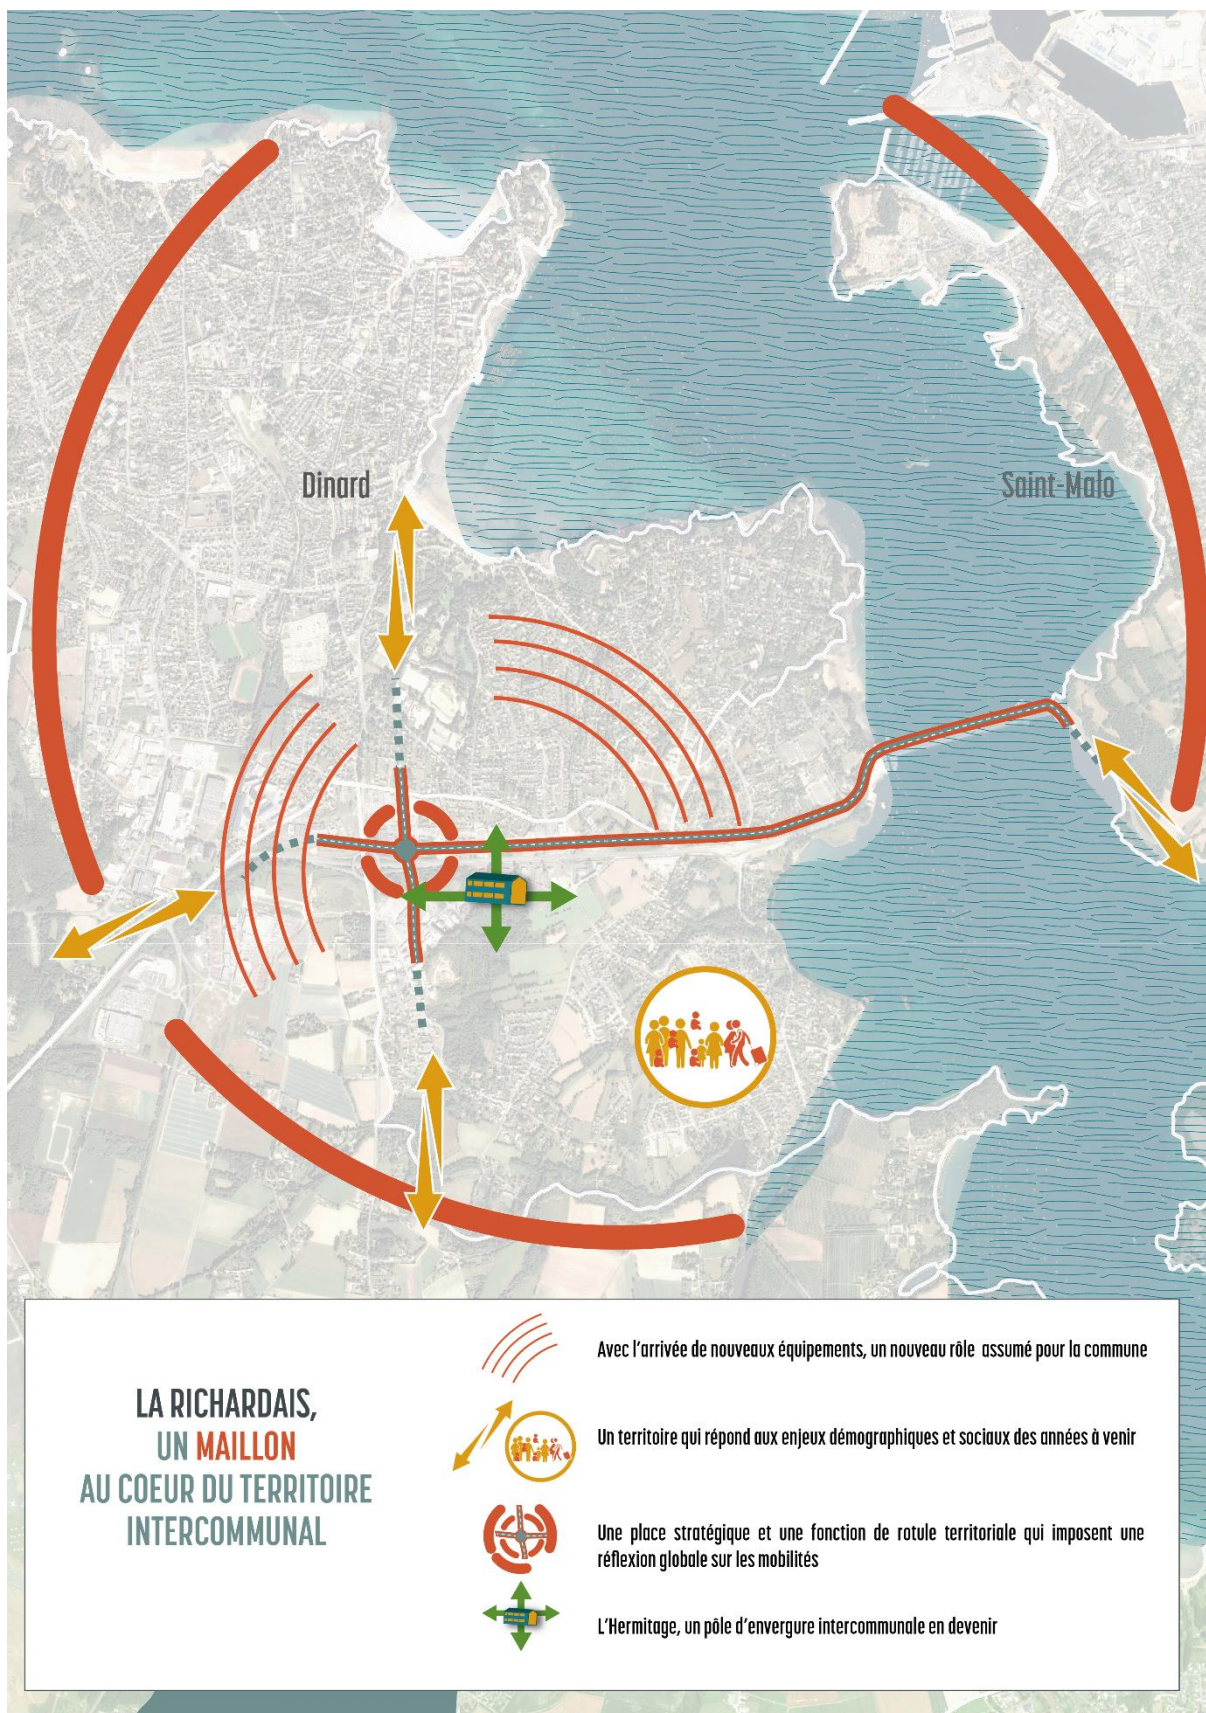 Dinard
Saint-Malo
LA RICHARDAIS,
UN MAILLON
AU COEUR DU TERRITOIRE
INTERCOMMUNAL
Avec l'arrivée de nouveaux équipements, un nouveau rôle assumé pour la commune
Un territoire qui répond aux enjeux démographiques et sociaux des années à venir
Une place stratégique et une fonction de rotule territoriale qui imposent une
réflexion globale sur les mobilités
L'Hermitage, un pôle d'envergure intercommunale en devenir